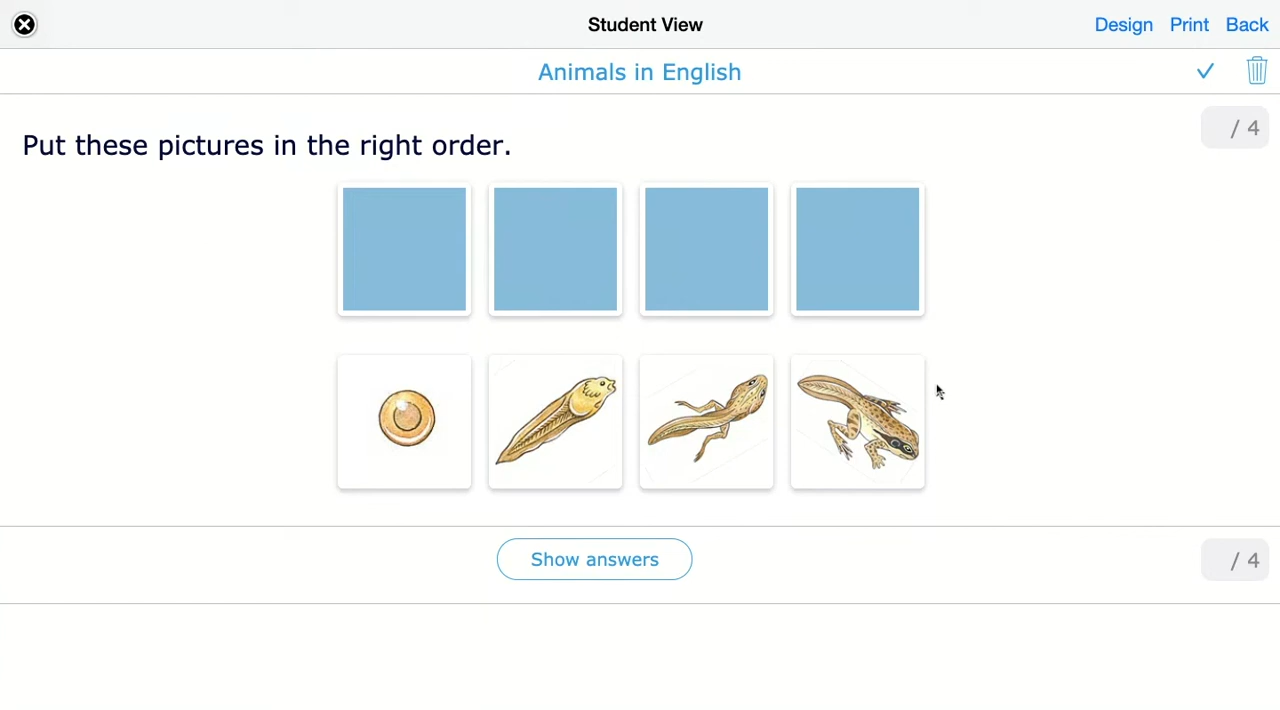 Student View
Design Print Back
Animals in English
/ 4
Put these pictures in the right order.
Show answers
/ 4